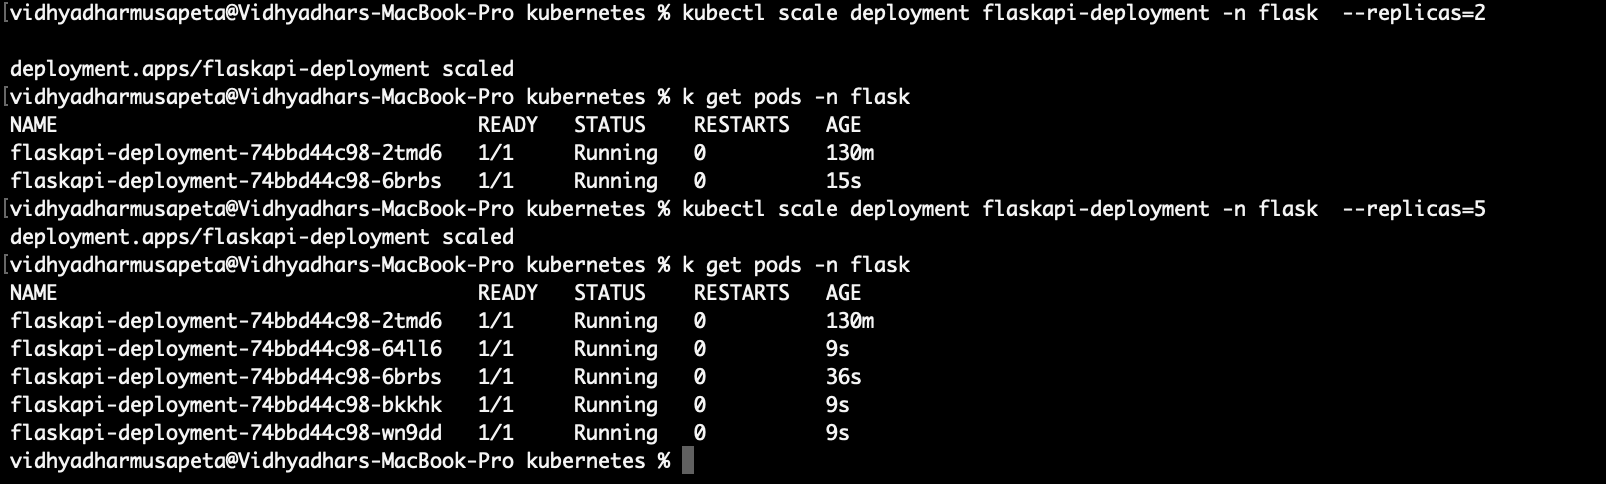 vidhyadharmusapeta@Vidhyadhars-MacBook-Pro kubernetes % kubectl scale deployment flaskapi-deployment -n flask  --replicas=2
deployment.apps/flaskapi-deployment scaled
[vidhyadharmusapeta@Vidhyadhars-MacBook-Pro kubernetes % k get pods -n flask
NAME                                   READY   STATUS    RESTARTS   AGE
flaskapi-deployment-74bbd44c98-2tmd6   1/1     Running   0          130m
flaskapi-deployment-74bbd44c98-6brbs   1/1     Running   0          15s
[vidhyadharmusapeta@Vidhyadhars-MacBook-Pro kubernetes % kubectl scale deployment flaskapi-deployment -n flask  --replicas=5
deployment.apps/flaskapi-deployment scaled
[vidhyadharmusapeta@Vidhyadhars-MacBook-Pro kubernetes % k get pods -n flask
NAME                                   READY   STATUS    RESTARTS   AGE
flaskapi-deployment-74bbd44c98-2tmd6   1/1     Running   0          130m
flaskapi-deployment-74bbd44c98-64ll6   1/1     Running   0          9s
flaskapi-deployment-74bbd44c98-6brbs   1/1     Running   0          36s
flaskapi-deployment-74bbd44c98-bkkhk   1/1     Running   0          9s
flaskapi-deployment-74bbd44c98-wn9dd   1/1     Running   0          9s
vidhyadharmusapeta@Vidhyadhars-MacBook-Pro kubernetes %